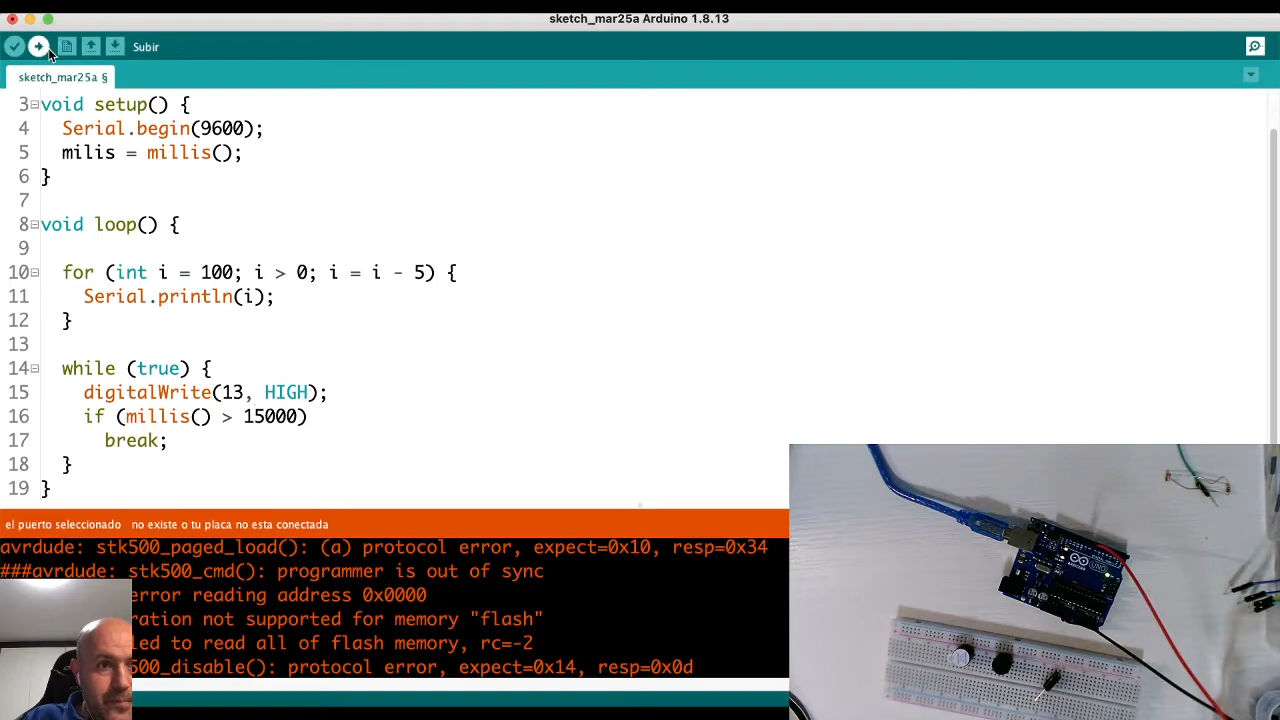 sketch_mar25a Arduino 1.8.13
Subir
sketch_mar25a §
3 void setup() {
4 Serial.begin(9600);
5 milis = millis();
6 }
7
8 void loop() {
9
10 for (int i = 100; i > 0; i = i - 5) {
11 Serial.println(i);
12 }
13
14 while (true) {
15 digitalWrite(13, HIGH);
16 if (millis() > 15000)
17 break;
18 }
19 }
el puerto seleccionado no existe o tu placa no esta conectada
avrdude: stk500_paged_load(): (a) protocol error, expect=0x10, resp=0x34
###avrdude: stk500_cmd(): programmer is out of sync
error reading address 0x0000
not supported for memory "flash"
to read all of flash memory, rc=-2
protocol error, expect=0x14, resp=0x0d
UNO